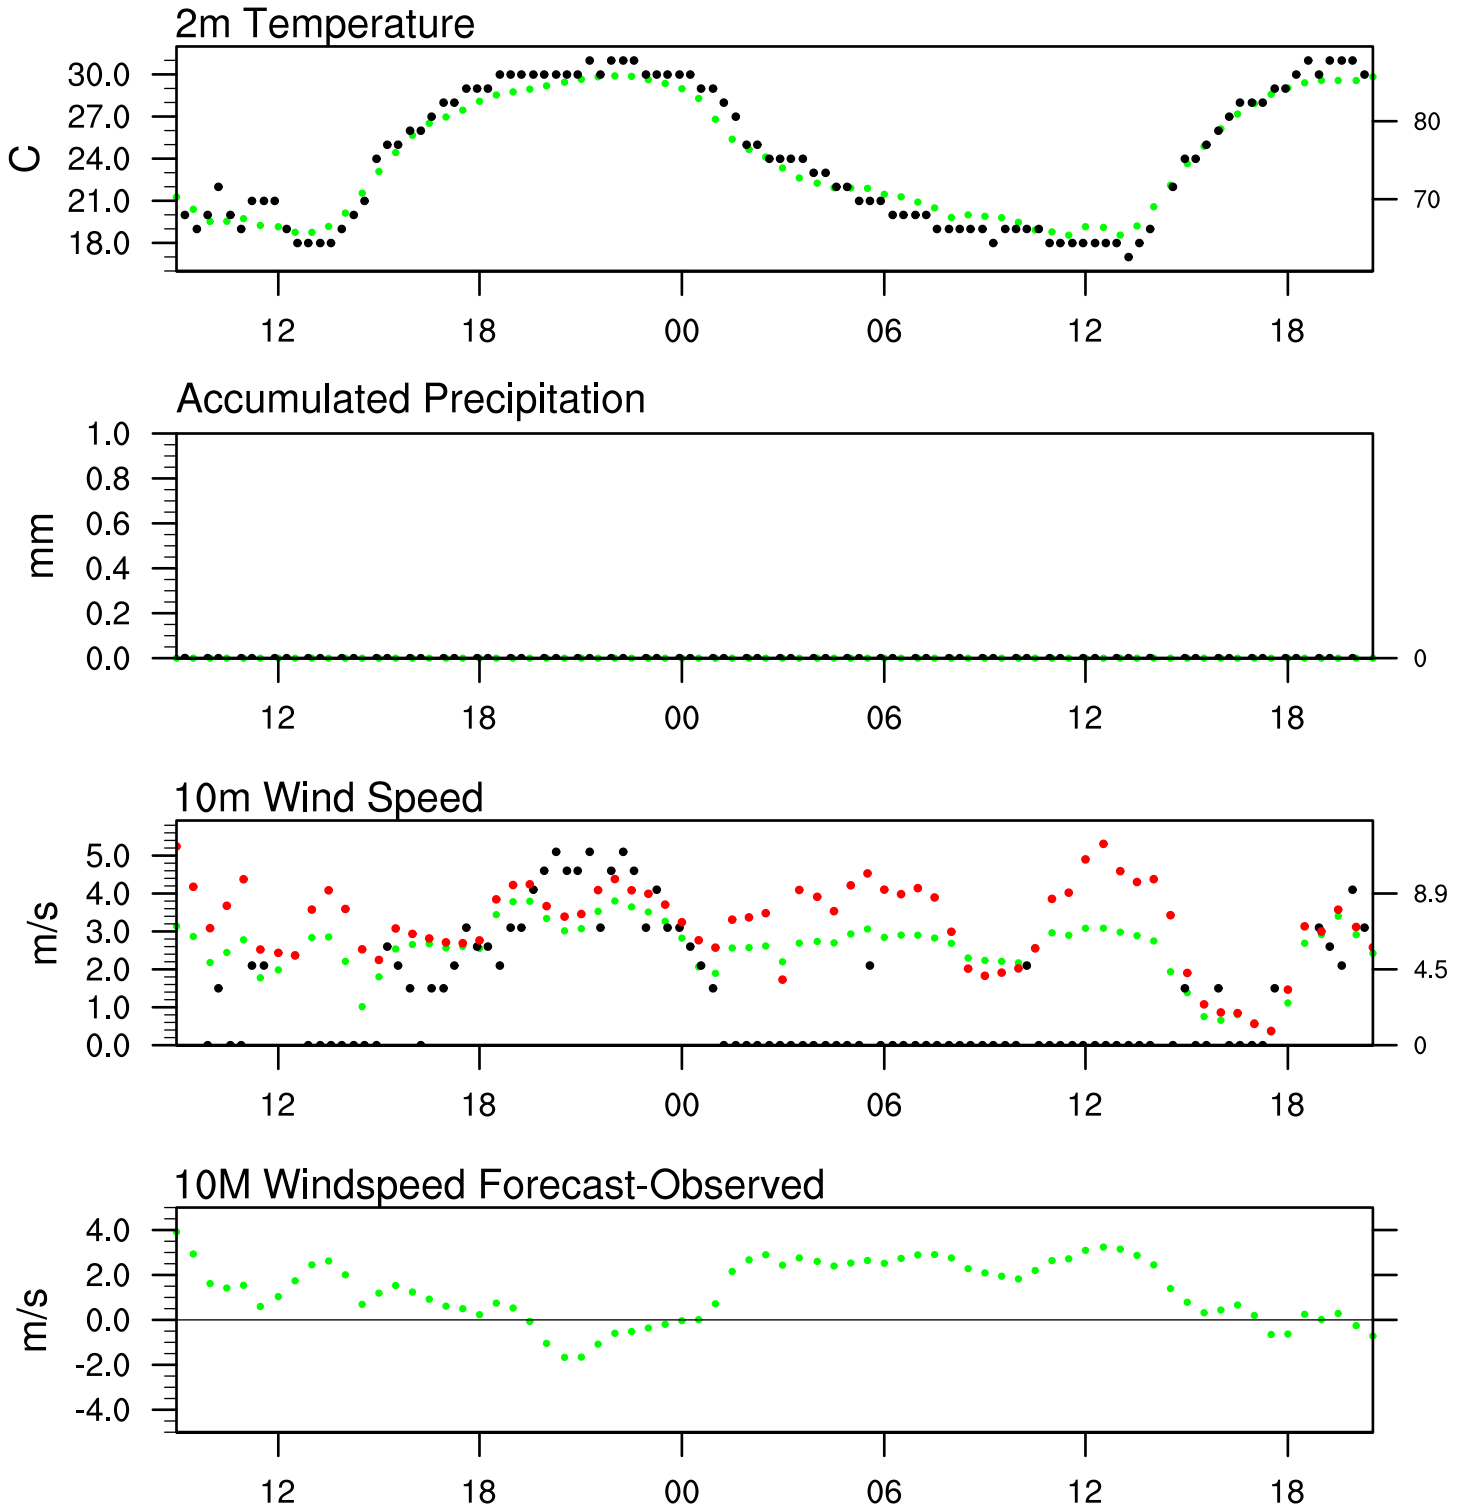 2m Temperature
30.0
27.0
24.0
21.0
18.0
C
80
70
12 18 00 06 12 18
Accumulated Precipitation
1.0
0.8
0.6
0.4
0.2
0.0
mm
0
12 18 00 06 12 18
10m Wind Speed
5.0
4.0
3.0
2.0
1.0
0.0
m/s
8.9
4.5
0
12 18 00 06 12 18
10M Windspeed Forecast-Observed
4.0
2.0
0.0
-2.0
-4.0
m/s
12 18 00 06 12 18